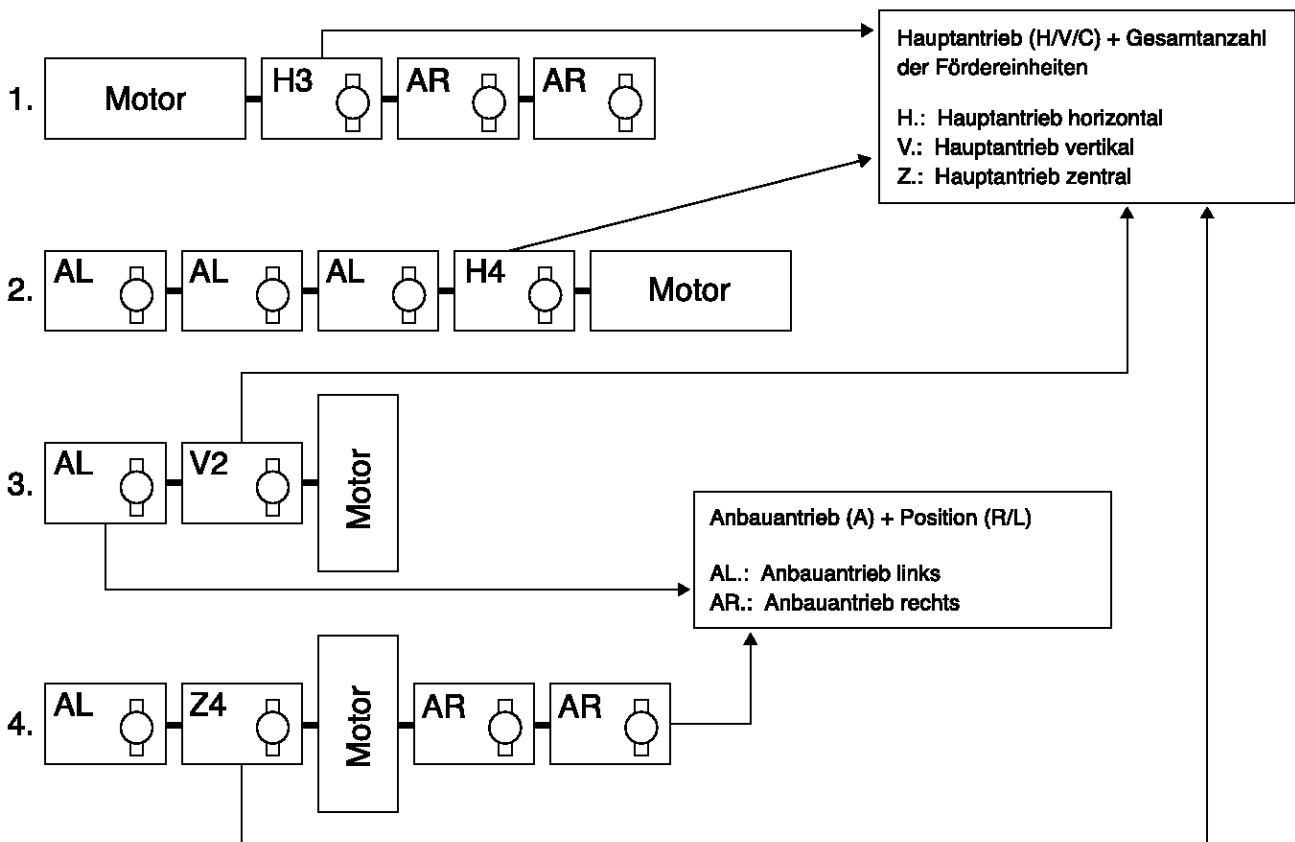 Hauptantrieb (H/V/C) + Gesamtanzahl
der Fördereinheiten
H.: Hauptantrieb horizontal
V.: Hauptantrieb vertikal
Z.: Hauptantrieb zentral
1. Motor H3 AR AR
2. AL AL AL H4 Motor
3. AL V2 Motor
Anbauantrieb (A) + Position (R/L)
AL.: Anbauantrieb links
AR.: Anbauantrieb rechts
4. AL Z4 Motor AR AR